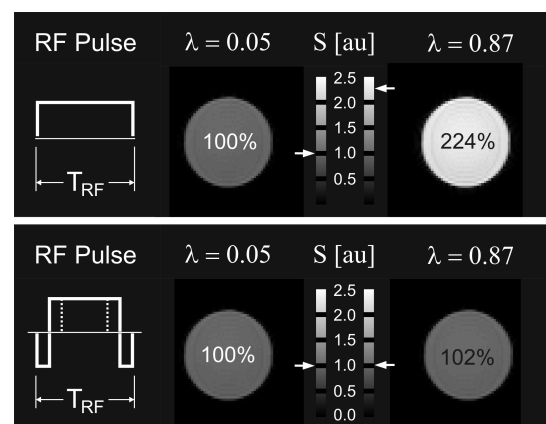 RF Pulse λ = 0.05 S [au] λ = 0.87
2.5
2.0
1.5
100% 1.0 224%
0.5
T_RF
RF Pulse λ = 0.05 S [au] λ = 0.87
2.5
2.0
1.5
100% 1.0 102%
0.5
T_RF
0.0